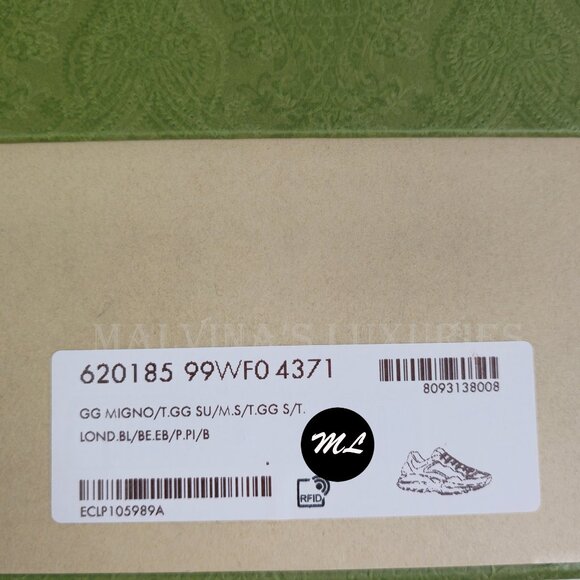 MALVINA'S LUXURIES
620185 99WF0 4371
8093138008
GG MIGNO/T.GG SU/M.S/T.GG S/T.
LOND.BL/BE.EB/P.PI/B
ML
RFID
ECLP105989A